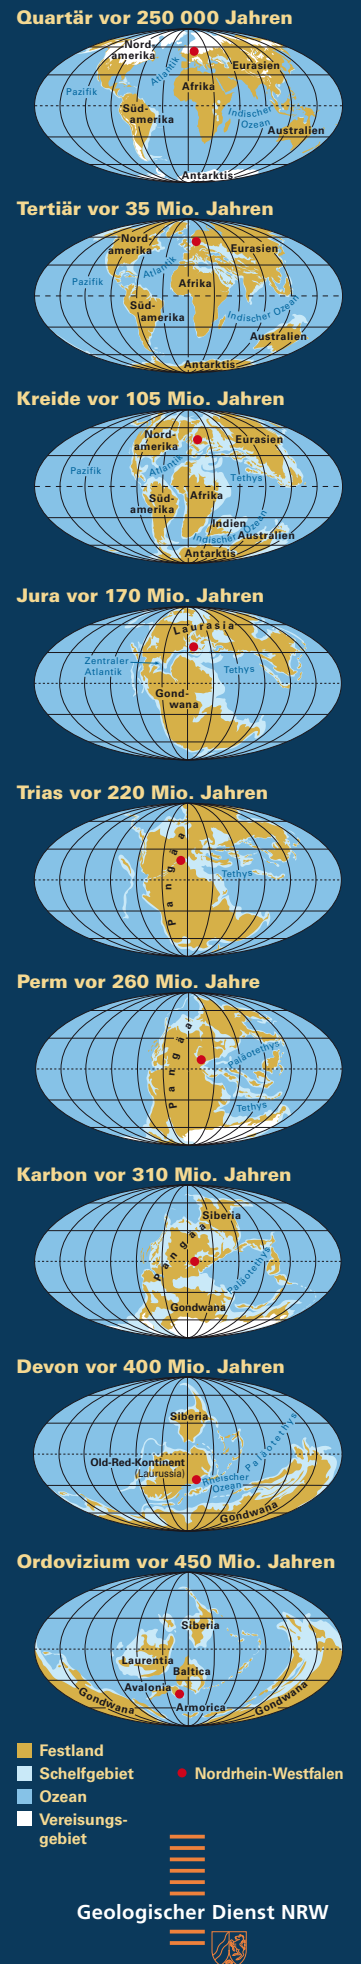 Quartär vor 250 000 Jahren
Nord-
amerika
Atlantik
Eurasien
Pazifik
Afrika
Süd-
amerika
Indischer
Ozean
Australien
Antarktis
Tertiär vor 35 Mio. Jahren
Nord-
amerika
Eurasien
Atlantik
Pazifik
Afrika
Süd-
amerika
Indischer Ozean
Australien
Antarktis
Kreide vor 105 Mio. Jahren
Nord-
amerika
Eurasien
Atlantik
Pazifik
Tethys
Süd-
amerika
Afrika
Indien
Indischer Ozean
Australien
Antarktis
Jura vor 170 Mio. Jahren
Laurasia
Zentraler
Atlantik
Tethys
Gond-
wana
Trias vor 220 Mio. Jahren
Pangäa
Tethys
Perm vor 260 Mio. Jahre
Pangäa
Paläotethys
Tethys
Karbon vor 310 Mio. Jahren
Siberia
Pangäa
Paläotethys
Gondwana
Devon vor 400 Mio. Jahren
Siberia
Paläotethys
Old-Red-Kontinent
(Laurussia)
Rheischer
Ozean
Gondwana
Ordovizium vor 450 Mio. Jahren
Siberia
Laurentia
Baltica
Avalonia
Gondwana
Armorica
Gondwana
Festland
Schelfgebiet
Nordrhein-Westfalen
Ozean
Vereisungs-
gebiet
Geologischer Dienst NRW